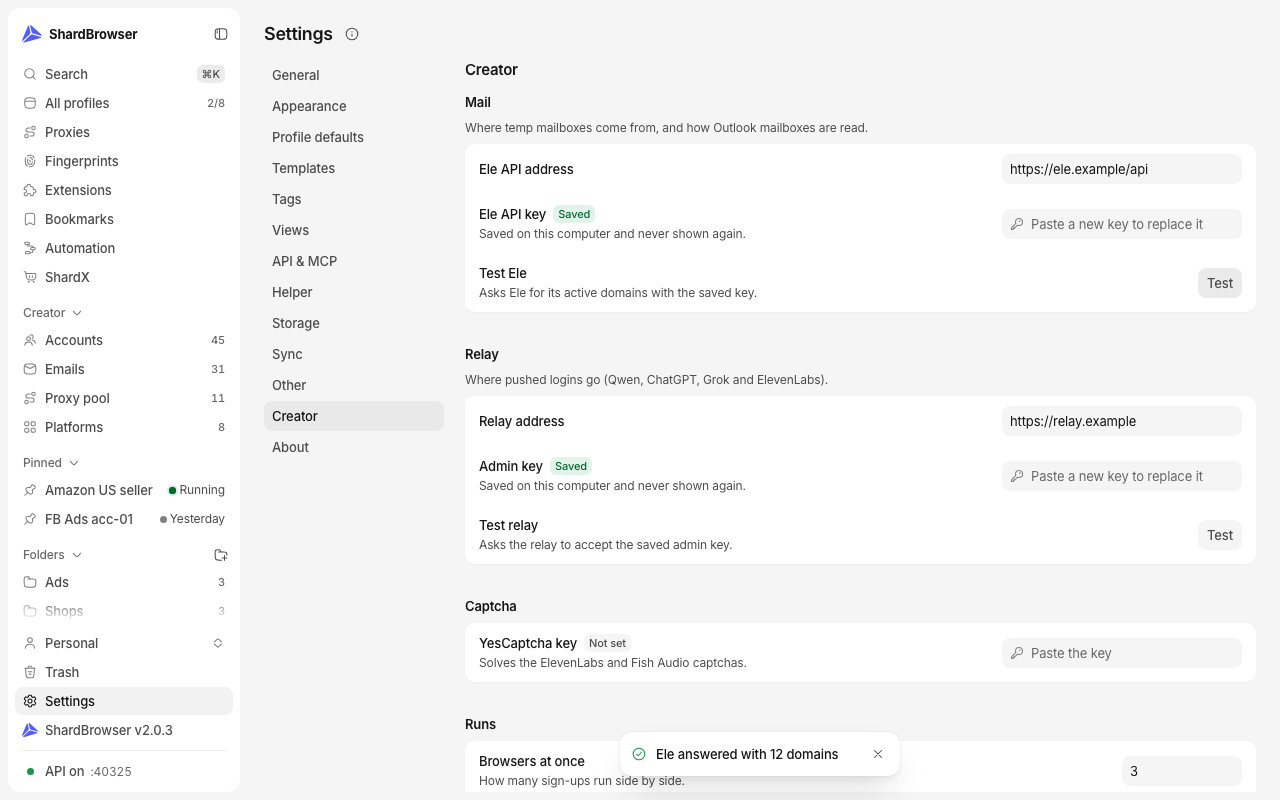 ShardBrowser
Search ⌘K
All profiles 2/8
Proxies
Fingerprints
Extensions
Bookmarks
Automation
ShardX
Creator
Accounts 45
Emails 31
Proxy pool 11
Platforms 8
Pinned
Amazon US seller Running
FB Ads acc-01 Yesterday
Folders
Ads 3
Shops 3
Personal
Trash
Settings
ShardBrowser v2.0.3
API on :40325
Settings
General
Appearance
Profile defaults
Templates
Tags
Views
API & MCP
Helper
Storage
Sync
Other
Creator
About
Creator
Mail
Where temp mailboxes come from, and how Outlook mailboxes are read.
Ele API address https://ele.example/api
Ele API key Saved
Saved on this computer and never shown again.
Paste a new key to replace it
Test Ele
Asks Ele for its active domains with the saved key.
Test
Relay
Where pushed logins go (Qwen, ChatGPT, Grok and ElevenLabs).
Relay address https://relay.example
Admin key Saved
Saved on this computer and never shown again.
Paste a new key to replace it
Test relay
Asks the relay to accept the saved admin key.
Test
Captcha
YesCaptcha key Not set
Solves the ElevenLabs and Fish Audio captchas.
Paste the key
Runs
Browsers at once
How many sign-ups run side by side.
3
Ele answered with 12 domains